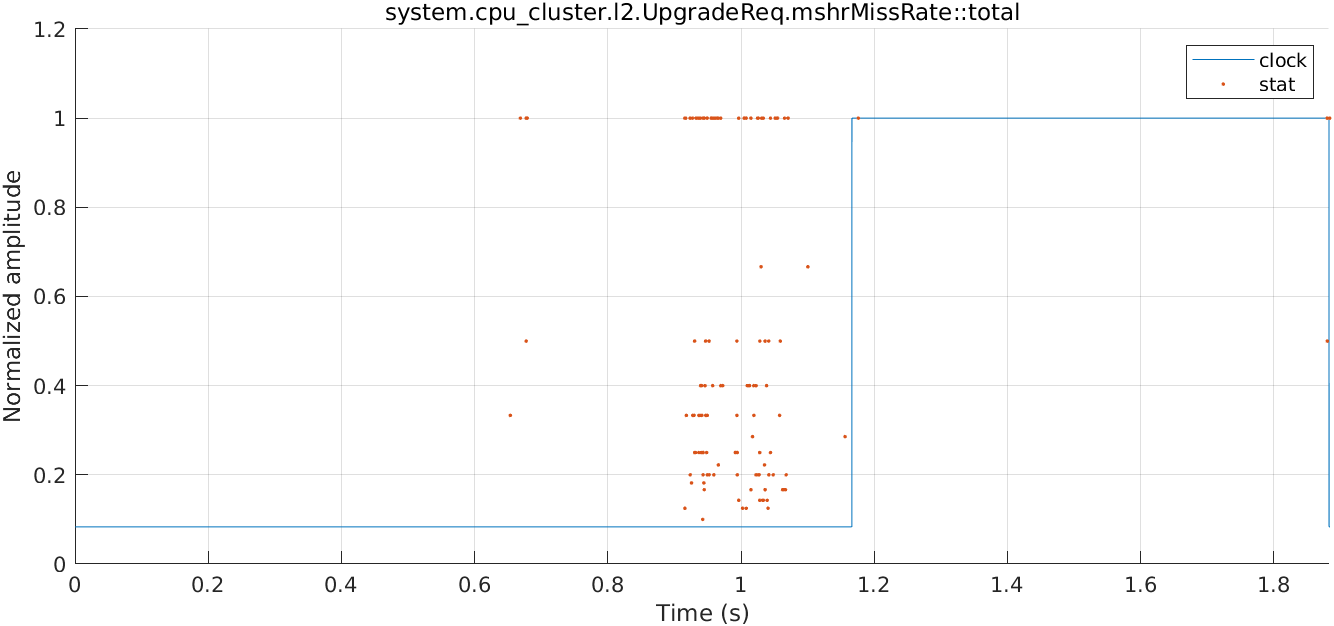 system.cpu_cluster.l2.UpgradeReq.mshrMissRate::total
1.2
1
0.8
0.6
0.4
0.2
0
Normalized amplitude
clock
stat
0 0.2 0.4 0.6 0.8 1 1.2 1.4 1.6 1.8
Time (s)